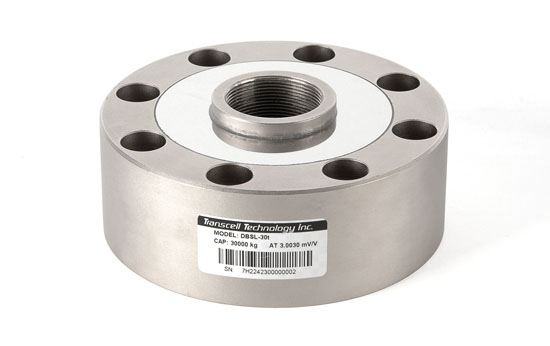 Transcell Technology Inc.
MODEL: DBSL-30t
CAP: 30000 kg AT 3.0030 mV/V
SN: 7H2242300000002